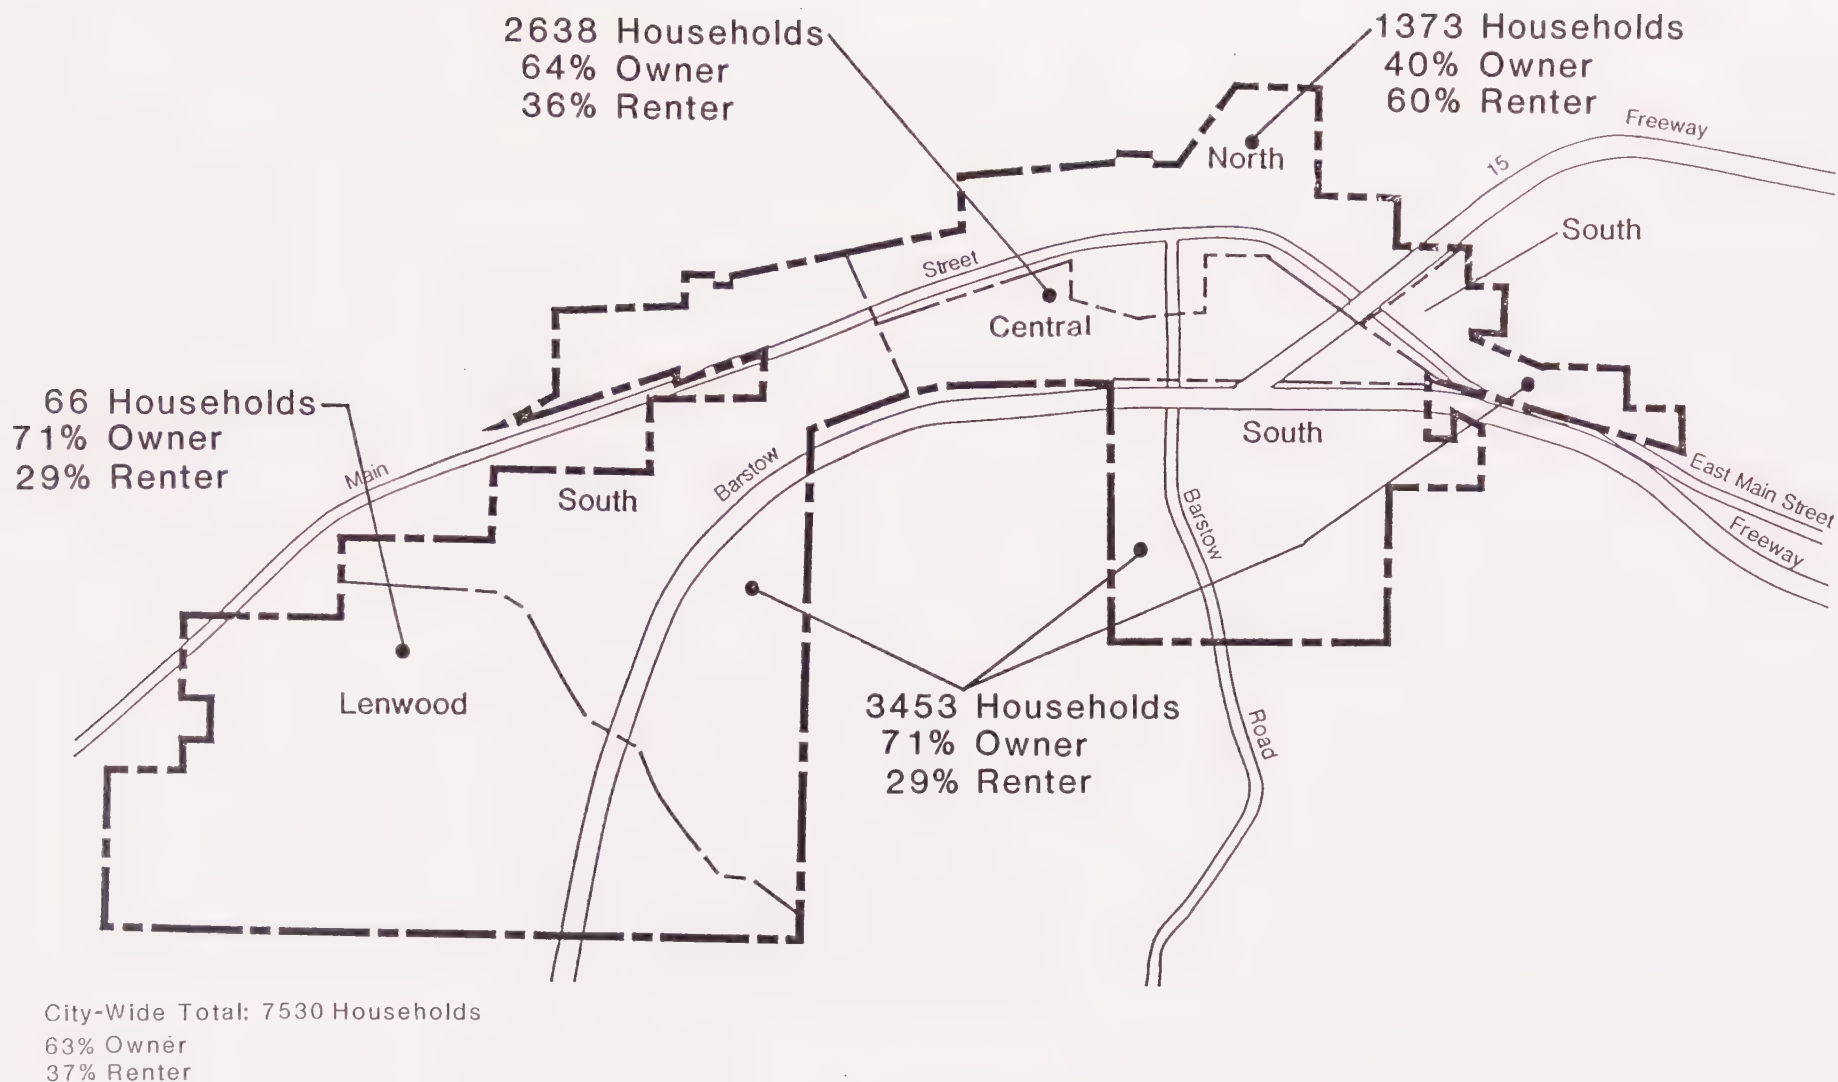 2638 Households
64% Owner
36% Renter
1373 Households
40% Owner
60% Renter
Freeway
15
North
South
Street
Central
66 Households
71% Owner
29% Renter
Main
South
Barstow
South
Barstow
East Main Street
Freeway
Lenwood
3453 Households
71% Owner
29% Renter
Road
City-Wide Total: 7530 Households
63% Owner
37% Renter